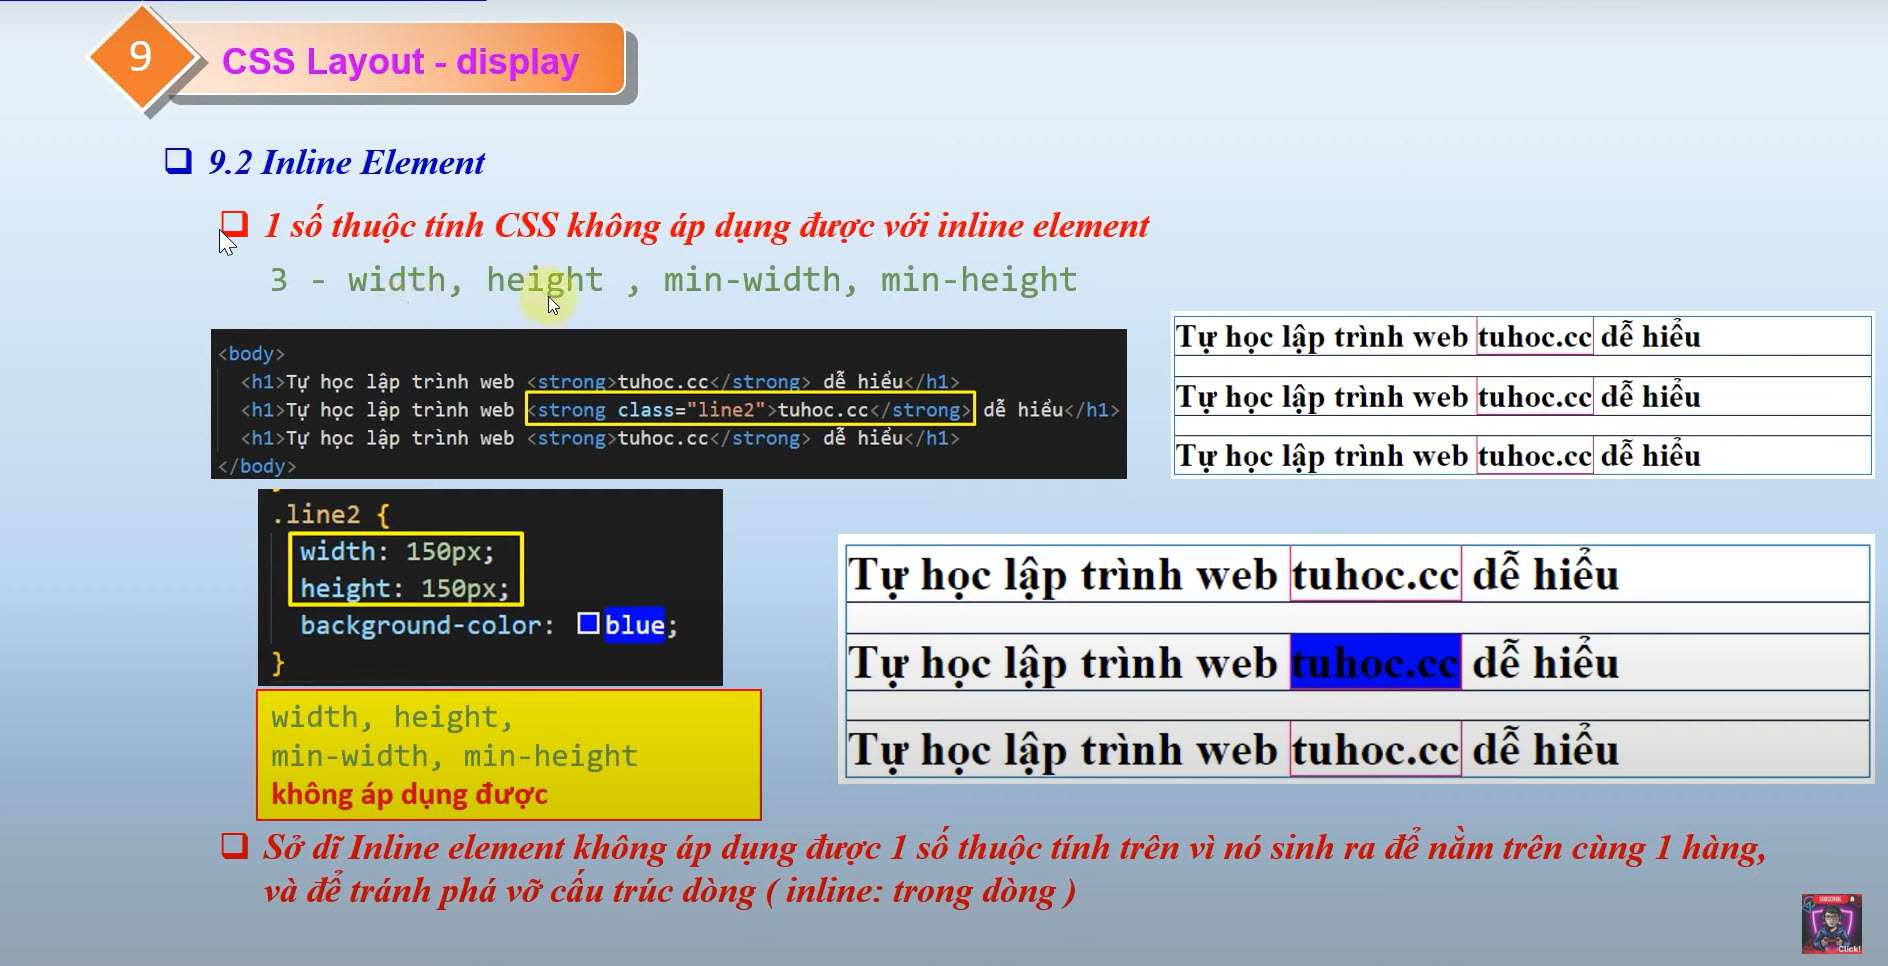 9
CSS Layout - display
9.2 Inline Element
1 số thuộc tính CSS không áp dụng được với inline element
3 - width, height , min-width, min-height
<body>
<h1>Tự học lập trình web <strong>tuhoc.cc</strong> dễ hiểu</h1>
<h1>Tự học lập trình web <strong class="line2">tuhoc.cc</strong> dễ hiểu</h1>
<h1>Tự học lập trình web <strong>tuhoc.cc</strong> dễ hiểu</h1>
</body>
Tự học lập trình web tuhoc.cc dễ hiểu
Tự học lập trình web tuhoc.cc dễ hiểu
Tự học lập trình web tuhoc.cc dễ hiểu
.line2 {
width: 150px;
height: 150px;
background-color: blue;
}
Tự học lập trình web tuhoc.cc dễ hiểu
Tự học lập trình web tuhoc.cc dễ hiểu
Tự học lập trình web tuhoc.cc dễ hiểu
width, height,
min-width, min-height
không áp dụng được
Sở dĩ Inline element không áp dụng được 1 số thuộc tính trên vì nó sinh ra để nằm trên cùng 1 hàng,
và để tránh phá vỡ cấu trúc dòng ( inline: trong dòng )
SUBSCRIBE
Click!